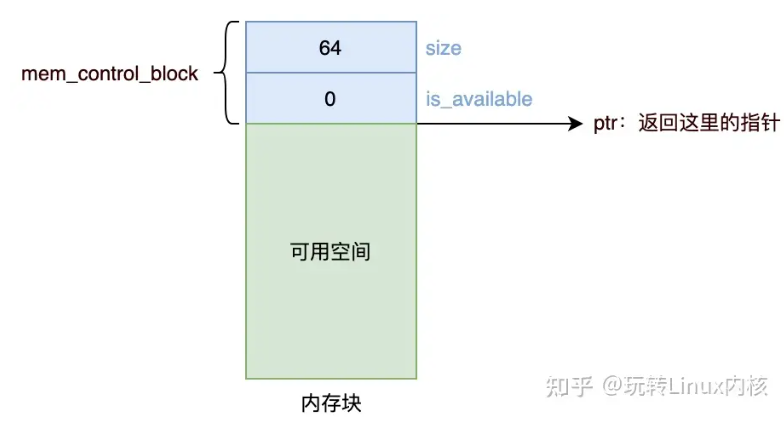 64
size
mem_control_block
0
is_available
ptr：返回这里的指针
可用空间
知乎 @玩转Linux内核
内存块